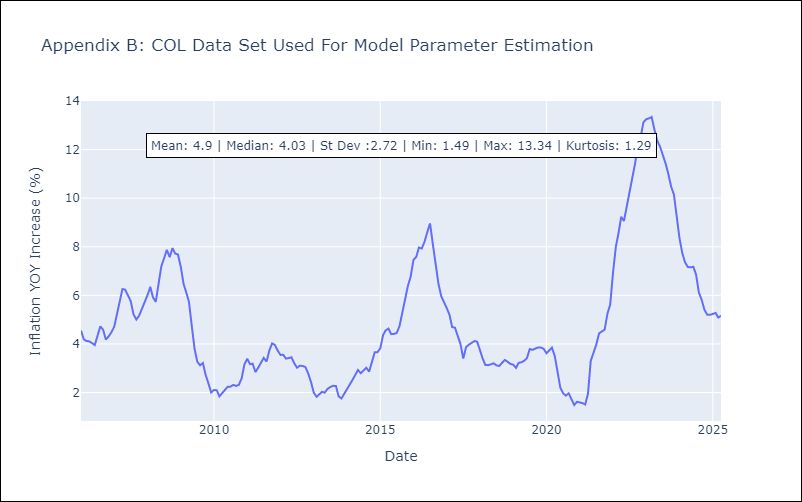 Appendix B: COL Data Set Used For Model Parameter Estimation
14
Mean: 4.9 | Median: 4.03 | St Dev :2.72 | Min: 1.49 | Max: 13.34 | Kurtosis: 1.29
12
10
8
6
4
2
Inflation YOY Increase (%)
2010
2015
2020
2025
Date